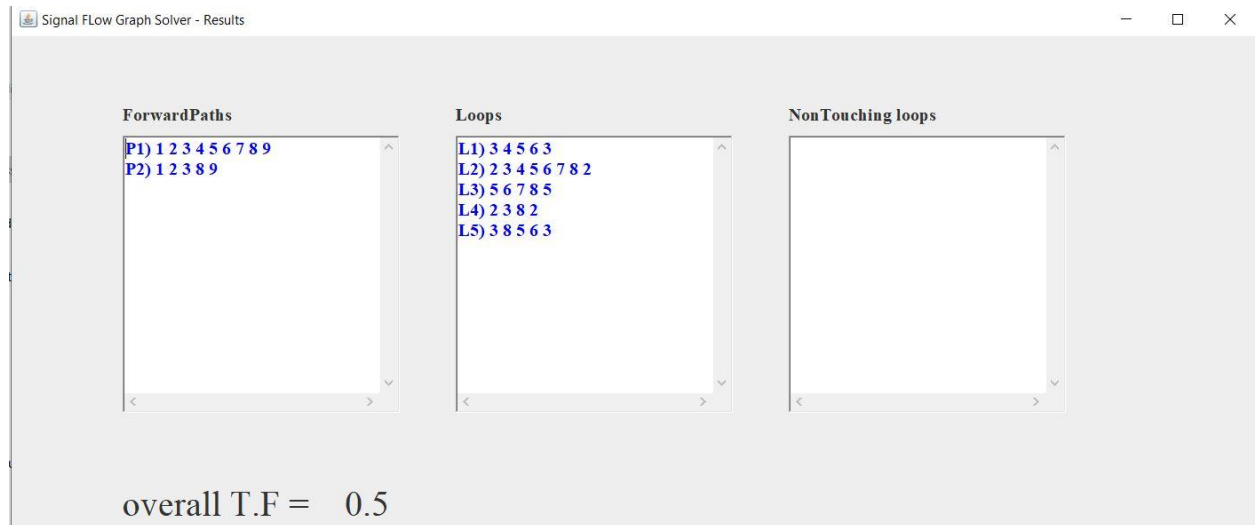 Signal FLow Graph Solver - Results
ForwardPaths
P1) 1 2 3 4 5 6 7 8 9
P2) 1 2 3 8 9
Loops
L1) 3 4 5 6 3
L2) 2 3 4 5 6 7 8 2
L3) 5 6 7 8 5
L4) 2 3 8 2
L5) 3 8 5 6 3
NonTouching loops
overall T.F = 0.5